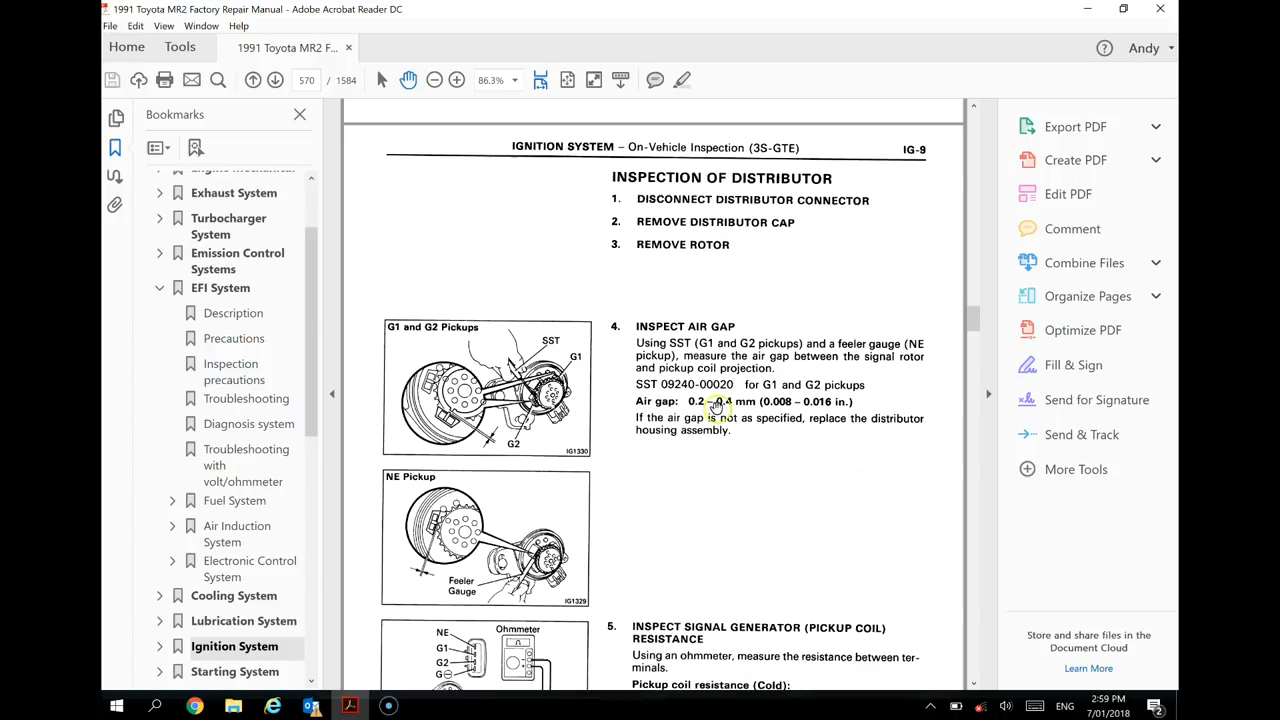 1991 Toyota MR2 Factory Repair Manual - Adobe Acrobat Reader DC
File Edit View Window Help
Home Tools 1991 Toyota MR2 F... × Andy
570 / 1584 86.3%
Bookmarks
Exhaust System
Turbocharger
System
Emission Control
Systems
EFI System
Description
Precautions
Inspection
precautions
Troubleshooting
Diagnosis system
Troubleshooting
with
volt/ohmmeter
Fuel System
Air Induction
System
Electronic Control
System
Cooling System
Lubrication System
Ignition System
Starting System
IGNITION SYSTEM – On-Vehicle Inspection (3S-GTE) IG-9
INSPECTION OF DISTRIBUTOR
1. DISCONNECT DISTRIBUTOR CONNECTOR
2. REMOVE DISTRIBUTOR CAP
3. REMOVE ROTOR
G1 and G2 Pickups
SST
G1
G2
IG1330
4. INSPECT AIR GAP
Using SST (G1 and G2 pickups) and a feeler gauge (NE
pickup), measure the air gap between the signal rotor
and pickup coil projection.
SST 09240-00020 for G1 and G2 pickups
Air gap: 0.2 – 0.4 mm (0.008 – 0.016 in.)
If the air gap is not as specified, replace the distributor
housing assembly.
NE Pickup
Feeler
Gauge
IG1329
NE
G1
G2
G⊖
Ohmmeter
5. INSPECT SIGNAL GENERATOR (PICKUP COIL)
RESISTANCE
Using an ohmmeter, measure the resistance between ter-
minals.
Pickup coil resistance (Cold):
Export PDF
Create PDF
Edit PDF
Comment
Combine Files
Organize Pages
Optimize PDF
Fill & Sign
Send for Signature
Send & Track
More Tools
Store and share files in the
Document Cloud
Learn More
ENG
2:59 PM
7/01/2018
2